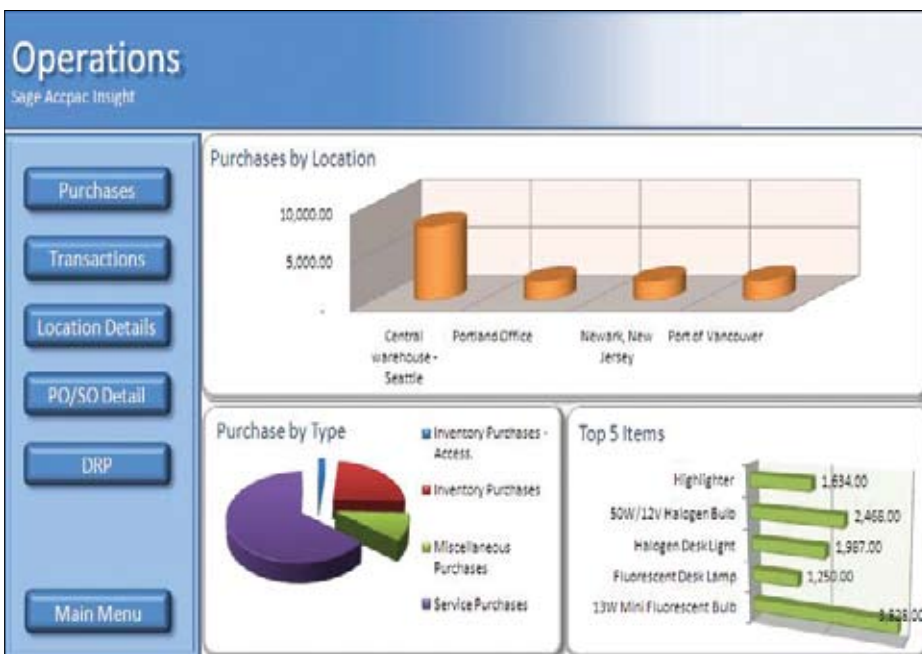 Operations
Sage Accpac Insight
Purchases
Transactions
Location Details
PO/SO Detail
DRP
Main Menu
Purchases by Location
10,000.00
5,000.00
-
Central
warehouse -
Seattle
Portland Office
Newark, New
Jersey
Port of Vancouver
Purchase by Type
Inventory Purchases -
Access.
Inventory Purchases
Miscellaneous
Purchases
Service Purchases
Top 5 Items
Highlighter
1,634.00
50W/12V Halogen Bulb
2,466.00
Halogen Desk Light
1,987.00
Fluorescent Desk Lamp
1,250.00
13W Mini Fluorescent Bulb